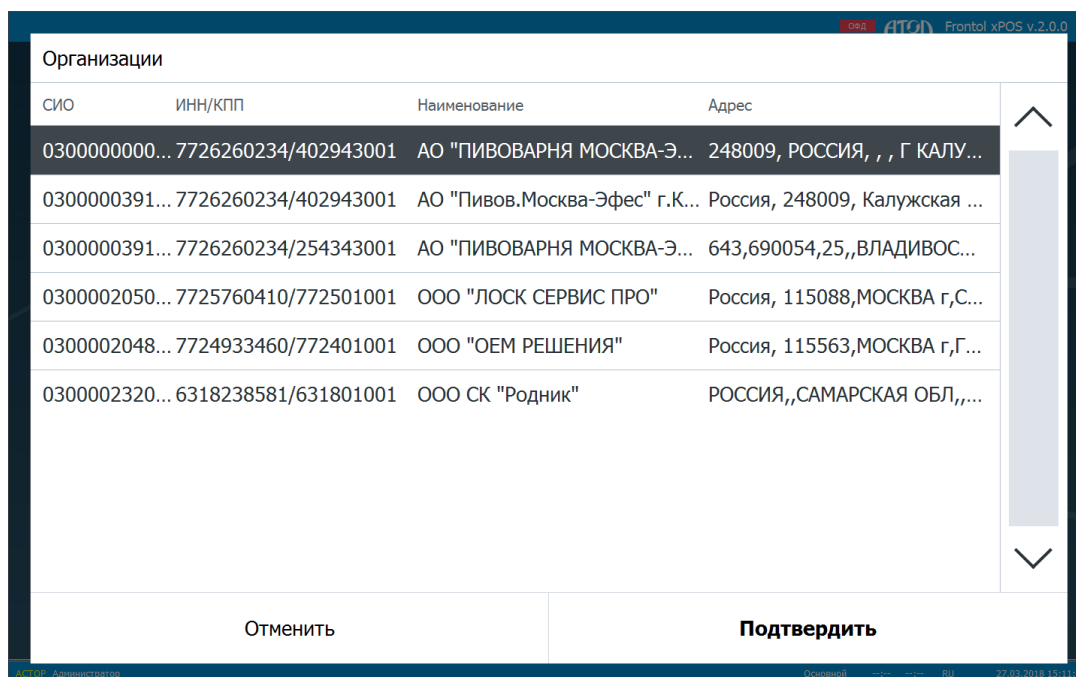 ОФД АТОЛ Frontol xPOS v.2.0.0
Организации
СИО ИНН/КПП Наименование Адрес
0300000000... 7726260234/402943001 АО "ПИВОВАРНЯ МОСКВА-Э... 248009, РОССИЯ, , , Г КАЛУ...
0300000391... 7726260234/402943001 АО "Пивов.Москва-Эфес" г.К... Россия, 248009, Калужская ...
0300000391... 7726260234/254343001 АО "ПИВОВАРНЯ МОСКВА-Э... 643,690054,25,,ВЛАДИВОС...
0300002050... 7725760410/772501001 ООО "ЛОСК СЕРВИС ПРО" Россия, 115088,МОСКВА г,С...
0300002048... 7724933460/772401001 ООО "ОЕМ РЕШЕНИЯ" Россия, 115563,МОСКВА г,Г...
0300002320... 6318238581/631801001 ООО СК "Родник" РОССИЯ,,САМАРСКАЯ ОБЛ,,...
Отменить Подтвердить
АСТОР Администратор Основной --:-- --:-- RU 27.03.2018 15:11: